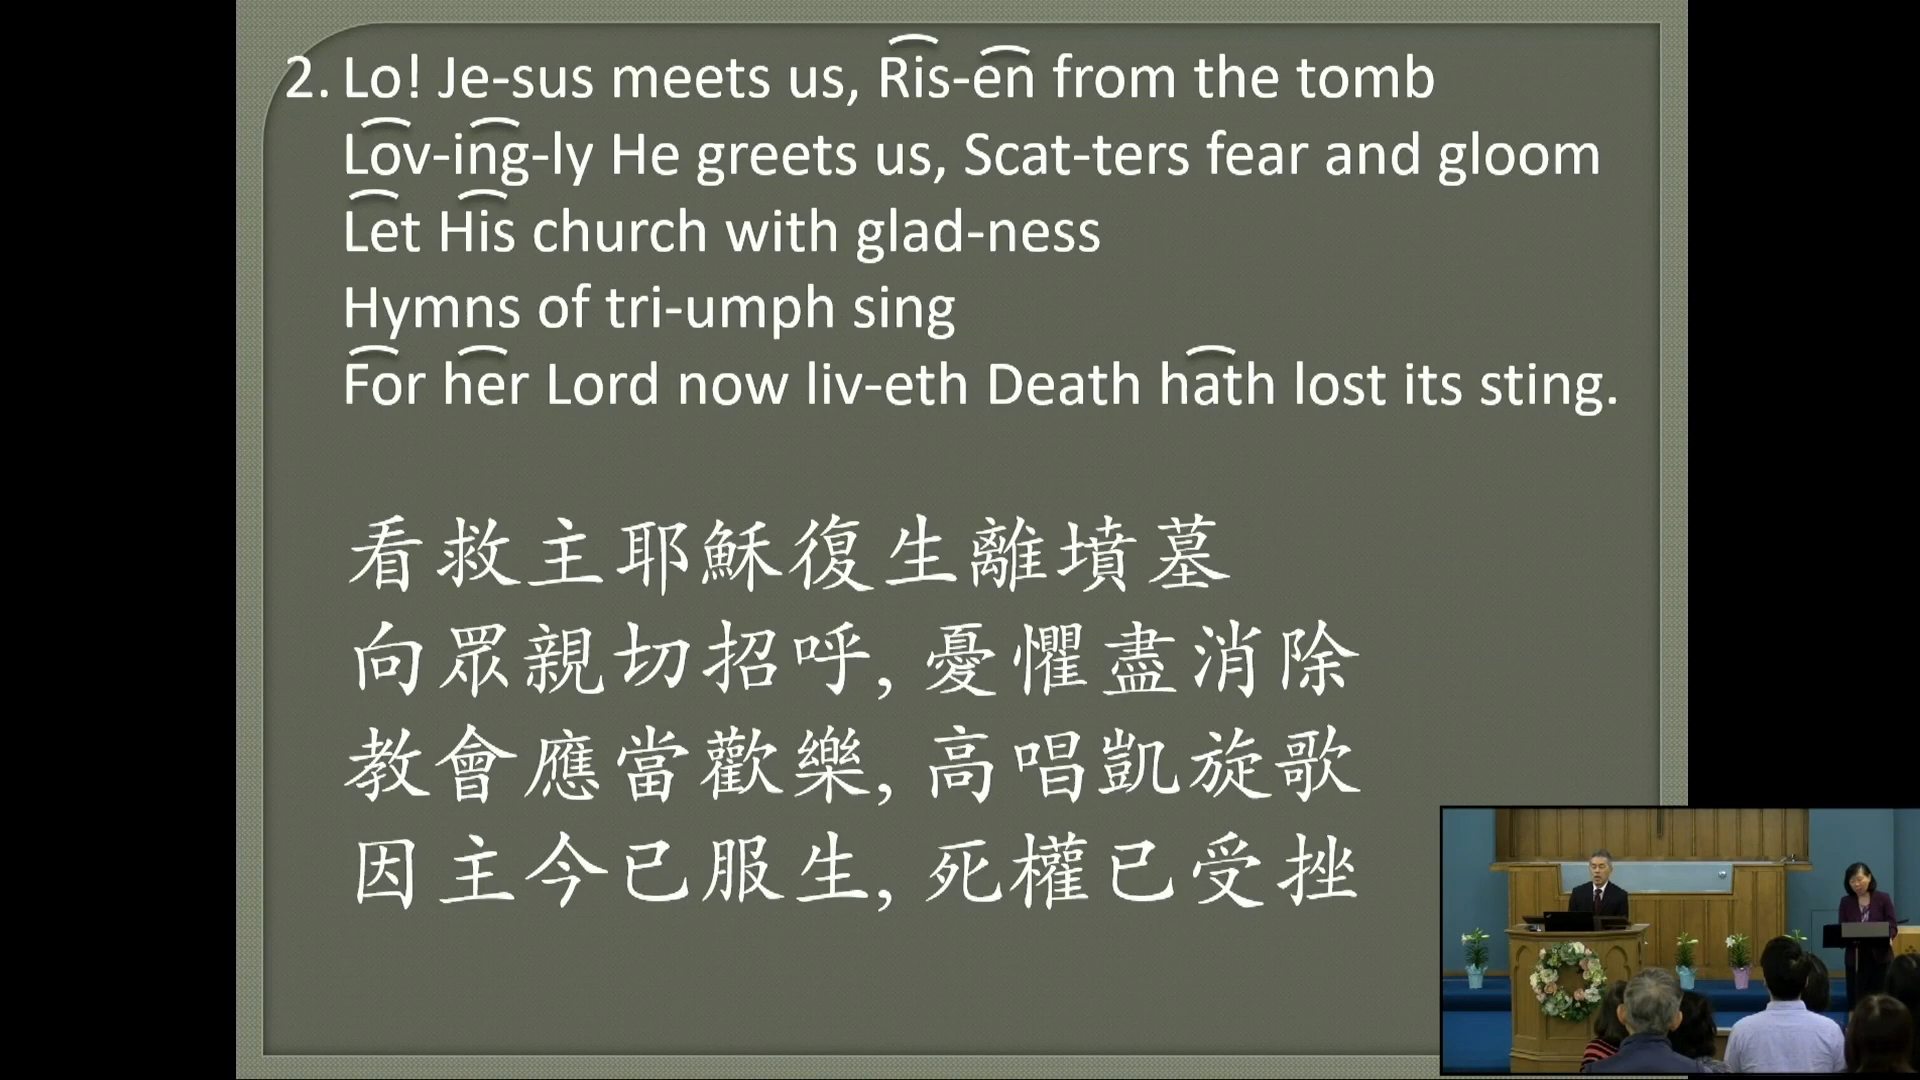 2. Lo! Je-sus meets us, Ris-en from the tomb
Lov-ing-ly He greets us, Scat-ters fear and gloom
Let His church with glad-ness
Hymns of tri-umph sing
For her Lord now liv-eth Death hath lost its sting.
看救主耶穌復生離墳墓
向眾親切招呼, 憂懼盡消除
教會應當歡樂, 高唱凱旋歌
因主今已服生, 死權已受挫